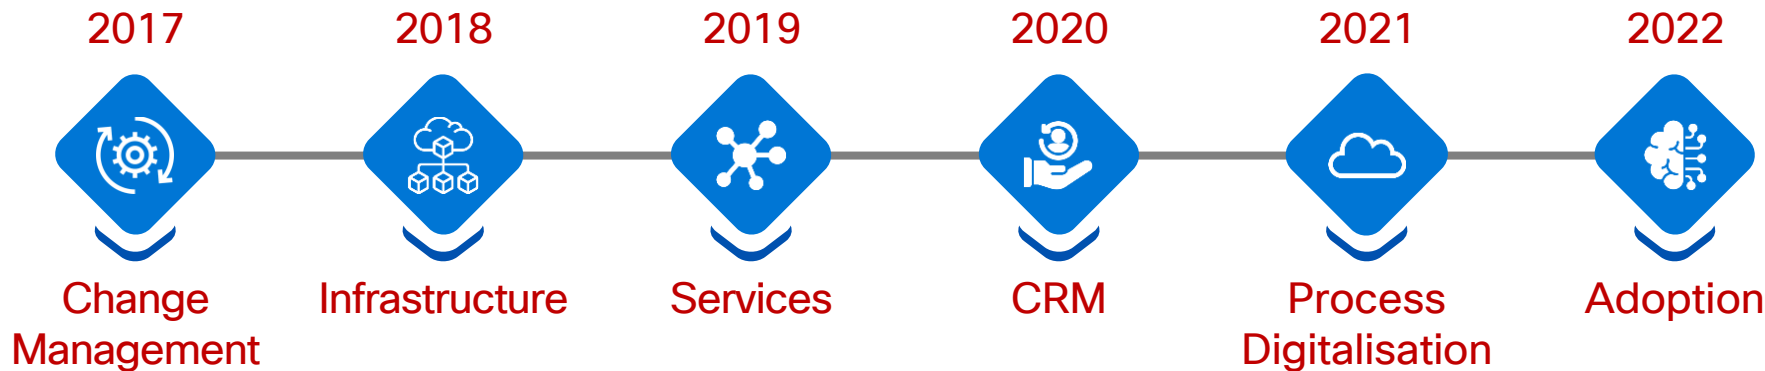 2017
2018
2019
2020
2021
2022
Change
Management
Infrastructure
Services
CRM
Process
Digitalisation
Adoption